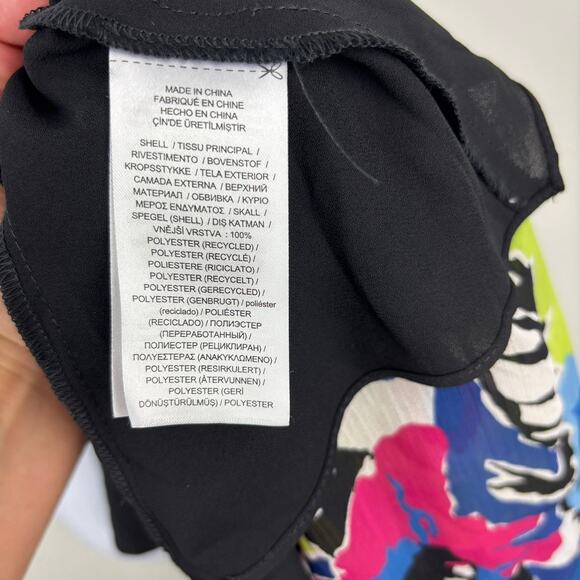 MADE IN CHINA
FABRIQUÉ EN CHINE
HECHO EN CHINA
ÇİN'DE ÜRETİLMİŞTİR
SHELL / TISSU PRINCIPAL /
RIVESTIMENTO / BOVENSTOF /
KROPSSTYKKE / TELA EXTERIOR /
CAMADA EXTERNA / ВЕРХНИЙ
МАТЕРИАЛ / ОБВИВКА / ΚΥΡΙΟ
ΜΕΡΟΣ ΕΝΔΥΜΑΤΟΣ / SKALL /
SPEGEL (SHELL) / DIŞ KATMAN /
VNĚJŠÍ VRSTVA : 100%
POLYESTER (RECYCLED) /
POLYESTER (RECYCLÉ) /
POLIESTERE (RICICLATO) /
POLYESTER (RECYCELT) /
POLYESTER (GERECYCLED) /
POLYESTER (GENBRUGT) / poliéster
(reciclado) / POLIÉSTER
(RECICLADO) / ПОЛИЭСТЕР
(ПЕРЕРАБОТАННЫЙ) /
ПОЛИЕСТЕР (РЕЦИКЛИРАН) /
ΠΟΛΥΕΣΤΕΡΑΣ (ΑΝΑΚΥΚΛΩΜΕΝΟ) /
POLYESTER (RESIRKULERT) /
POLYESTER (ÅTERVUNNEN) /
POLYESTER (GERİ
DÖNÜŞTÜRÜLMÜŞ) / POLYESTER